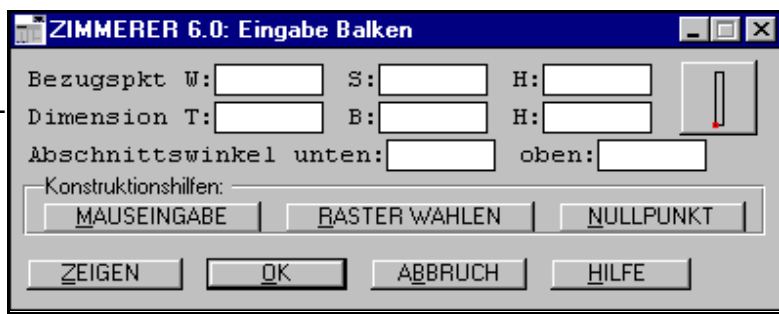 ZIMMERER 6.0: Eingabe Balken
Bezugspkt W: S: H:
Dimension T: B: H:
Abschnittswinkel unten: oben:
Konstruktionshilfen:
MAUSEINGABE RASTER WAHLEN NULLPUNKT
ZEIGEN OK ABBRUCH HILFE